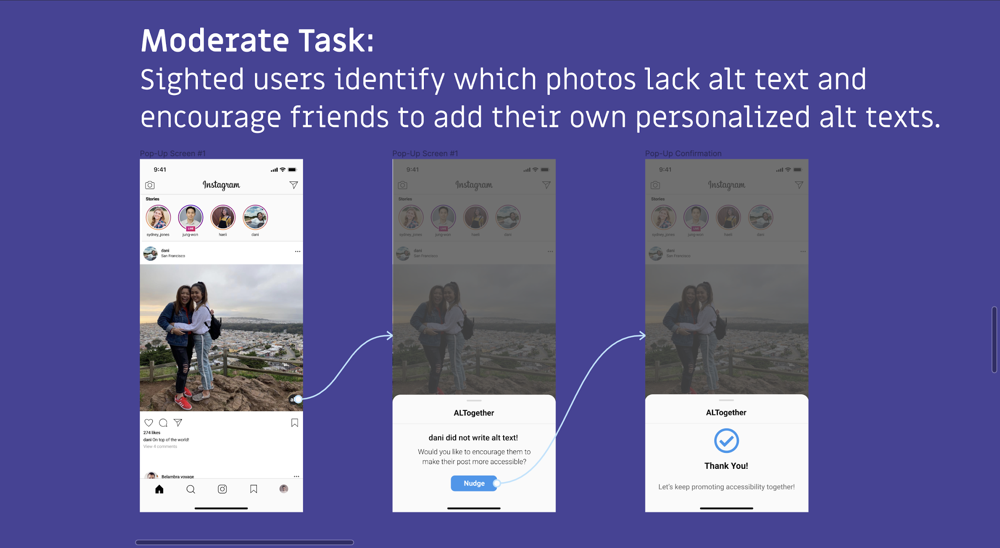 Moderate Task:
Sighted users identify which photos lack alt text and
encourage friends to add their own personalized alt texts.
Pop-Up Screen #1
9:41
Instagram
Stories
LIVE
sydney_jones jung-won haeli dani
dani
San Francisco
274 likes
dani On top of the world!
View 4 comments
Belambra voyage
Pop-Up Screen #1
9:41
Instagram
Stories
LIVE
sydney_jones jung-won haeli dani
dani
San Francisco
ALTogether
dani did not write alt text!
Would you like to encourage them to
make their post more accessible?
Nudge
Pop-Up Confirmation
9:41
Instagram
Stories
LIVE
sydney_jones jung-won haeli dani
dani
San Francisco
ALTogether
Thank You!
Let's keep promoting accessibility together!